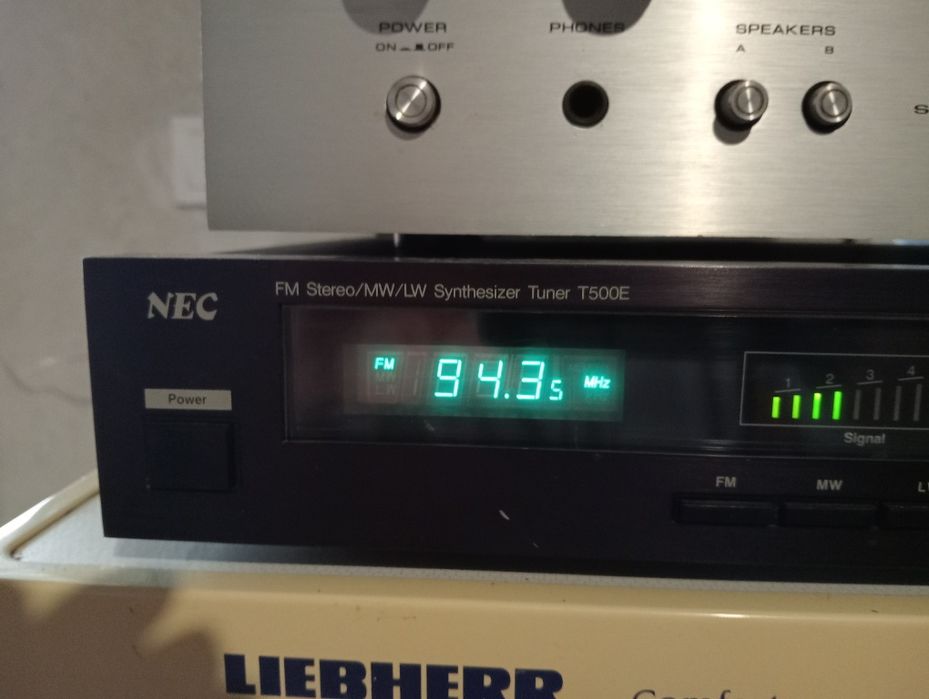 POWER
ON OFF
PHONES
SPEAKERS
A B
NEC
FM Stereo/MW/LW Synthesizer Tuner T500E
FM 94.35 MHz
1 2 3 4
Signal
Power
FM MW
LIEBHERR